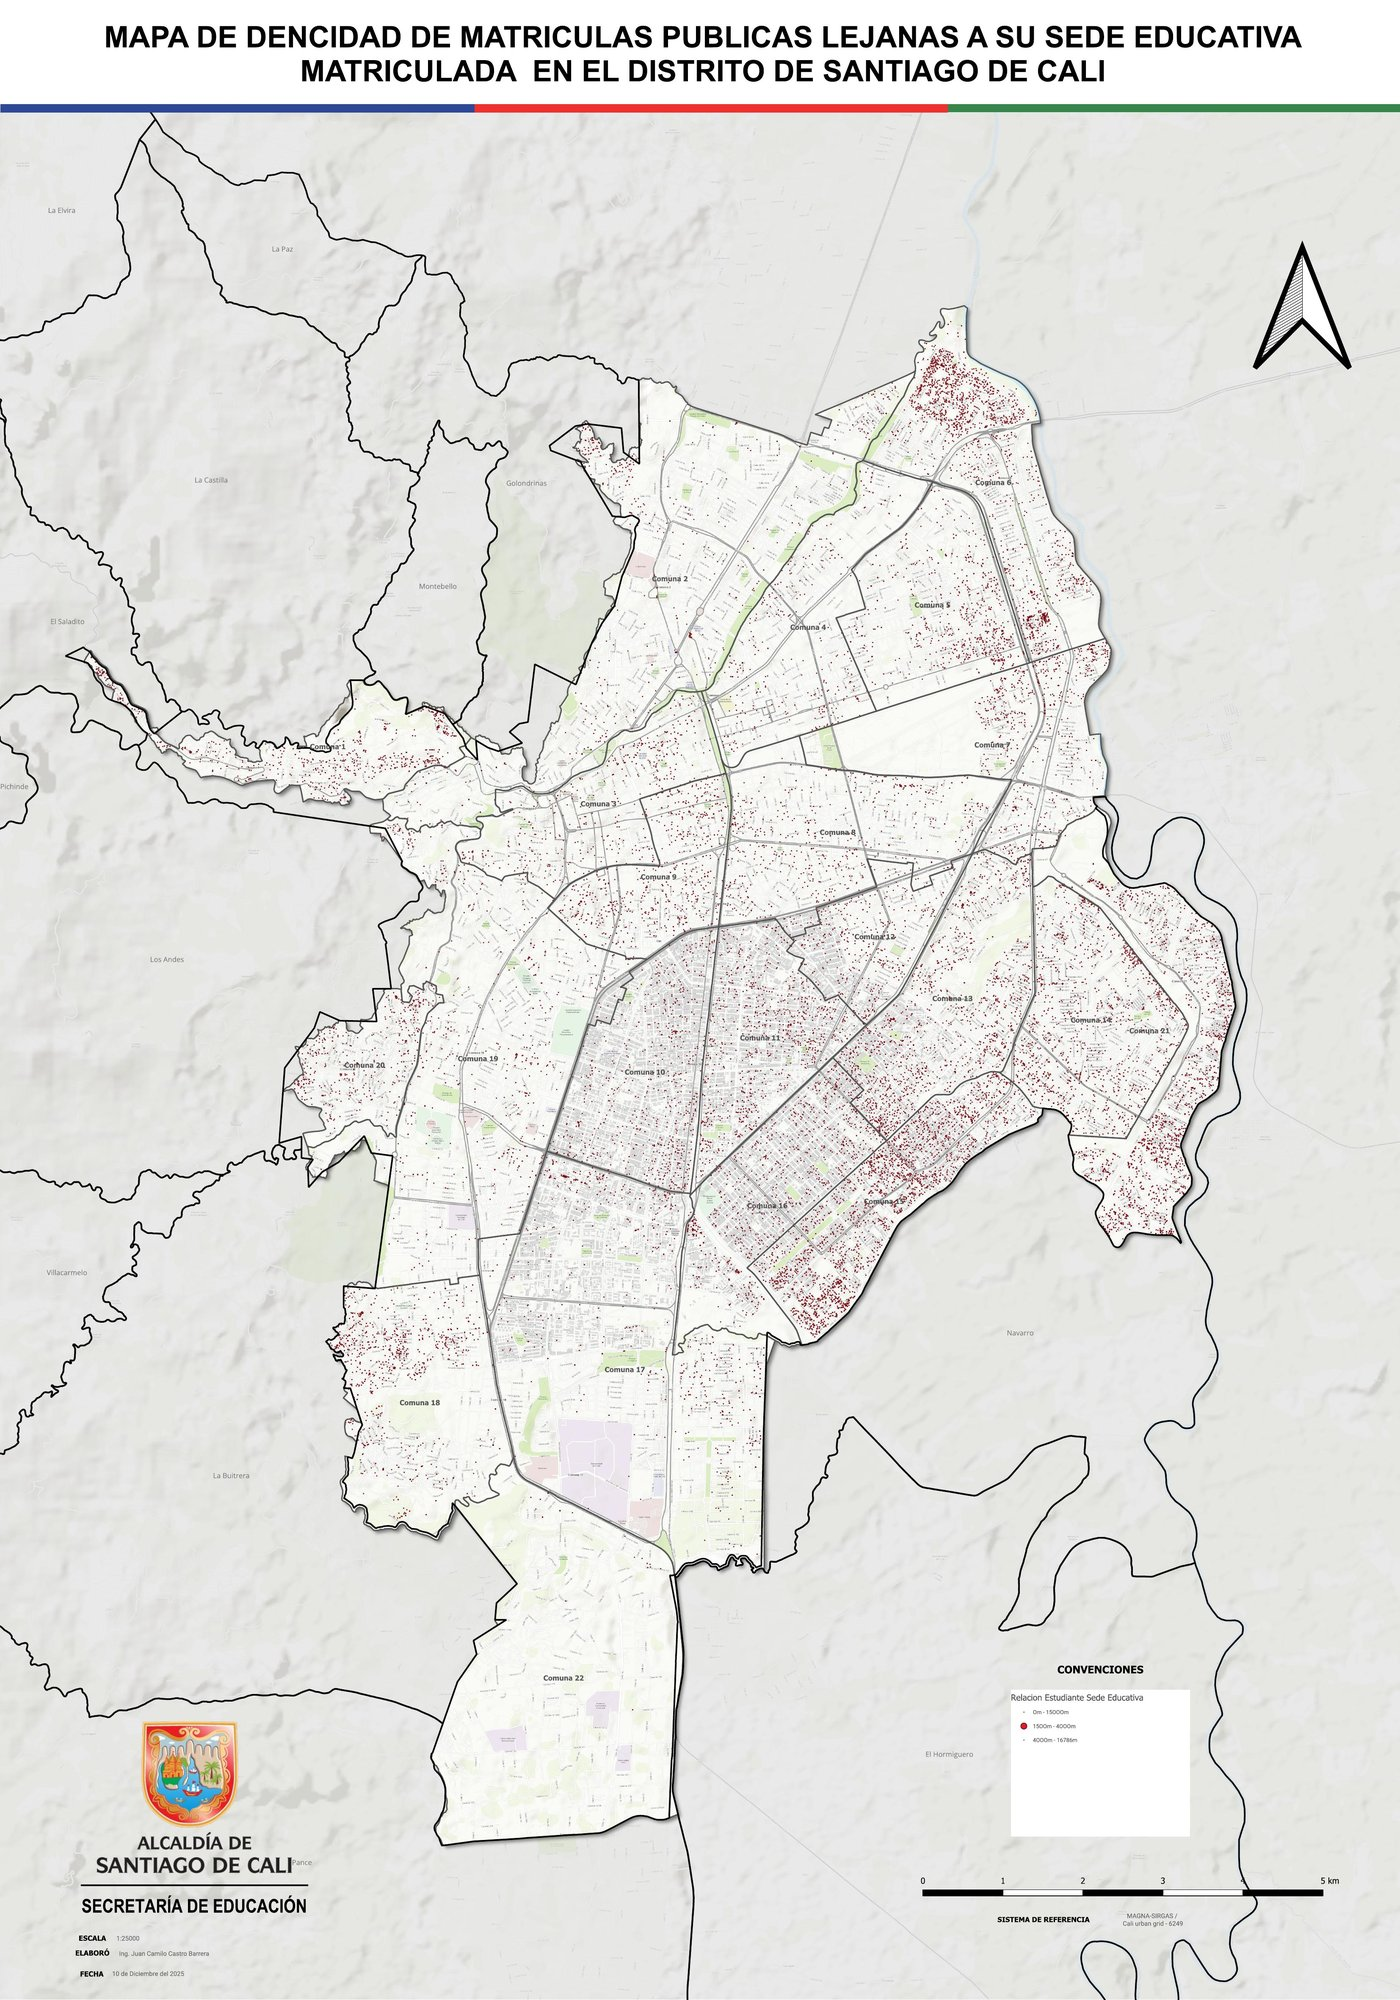 MAPA DE DENCIDAD DE MATRICULAS PUBLICAS LEJANAS A SU SEDE EDUCATIVA
MATRICULADA EN EL DISTRITO DE SANTIAGO DE CALI
La Elvira
La Paz
La Castilla
Golondrinas
Comuna 6
Montebello
Comuna 2
Comuna 5
El Saladito
Comuna 4
Comuna 1
Comuna 7
Pichinde
Comuna 3
Comuna 8
Comuna 9
Comuna 12
Los Andes
Comuna 13
Comuna 14
Comuna 21
Comuna 11
Comuna 19
Comuna 20
Comuna 10
Comuna 15
Comuna 16
Villacarmelo
Navarro
Comuna 17
Comuna 18
La Buitrera
Comuna 22
CONVENCIONES
Relacion Estudiante Sede Educativa
0m - 15000m
1500m - 4000m
4000m - 16786m
El Hormiguero
ALCALDÍA DE
SANTIAGO DE CALI
Pance
SECRETARÍA DE EDUCACIÓN
0 1 2 3 4 5 km
SISTEMA DE REFERENCIA
MAGNA-SIRGAS /
Cali urban grid - 6249
ESCALA 1:25000
ELABORÓ Ing. Juan Camilo Castro Barrera
FECHA 10 de Diciembre del 2025